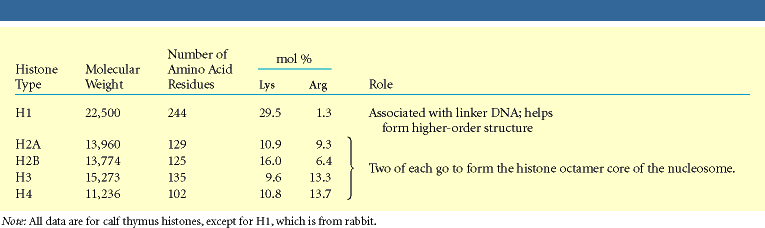 Number of
mol %
Histone Molecular Amino Acid
Type Weight Residues Lys Arg Role
H1 22,500 244 29.5 1.3 Associated with linker DNA; helps
form higher-order structure
H2A 13,960 129 10.9 9.3
H2B 13,774 125 16.0 6.4
Two of each go to form the histone octamer core of the nucleosome.
H3 15,273 135 9.6 13.3
H4 11,236 102 10.8 13.7
Note: All data are for calf thymus histones, except for H1, which is from rabbit.